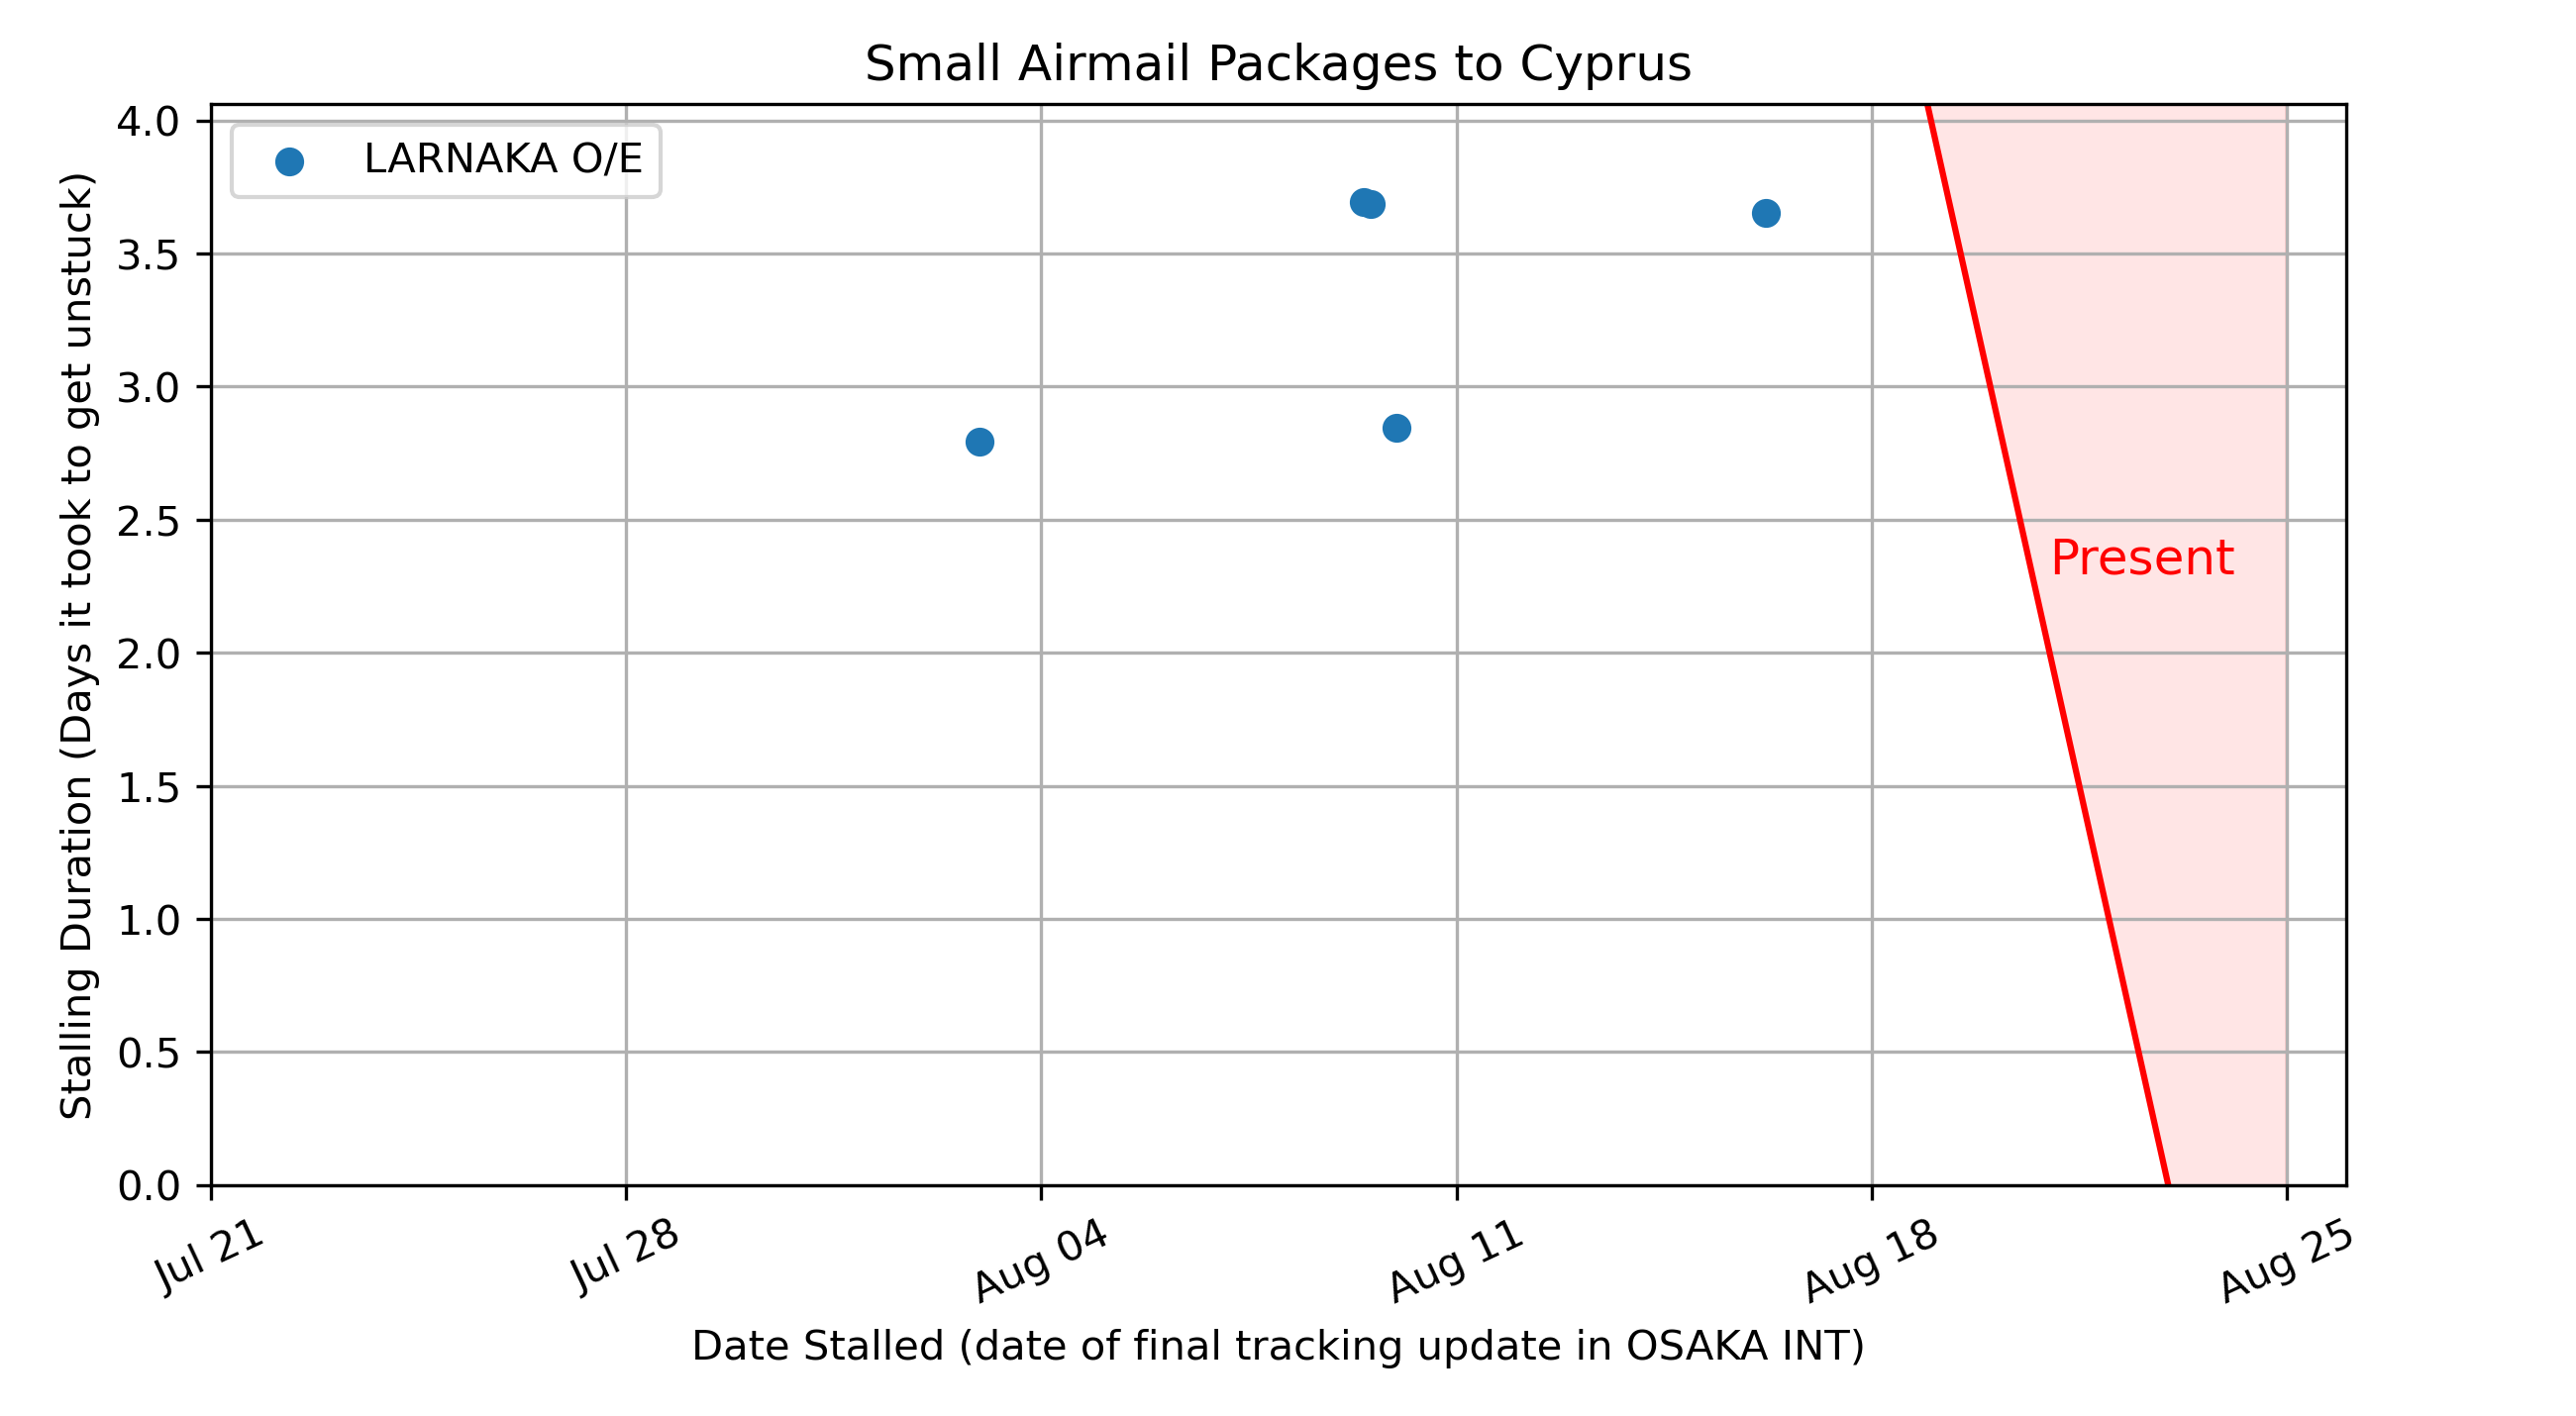 Small Airmail Packages to Cyprus
LARNAKA O/E
Stalling Duration (Days it took to get unstuck)
4.0
3.5
3.0
2.5
2.0
1.5
1.0
0.5
0.0
Present
Jul 21
Jul 28
Aug 04
Aug 11
Aug 18
Aug 25
Date Stalled (date of final tracking update in OSAKA INT)